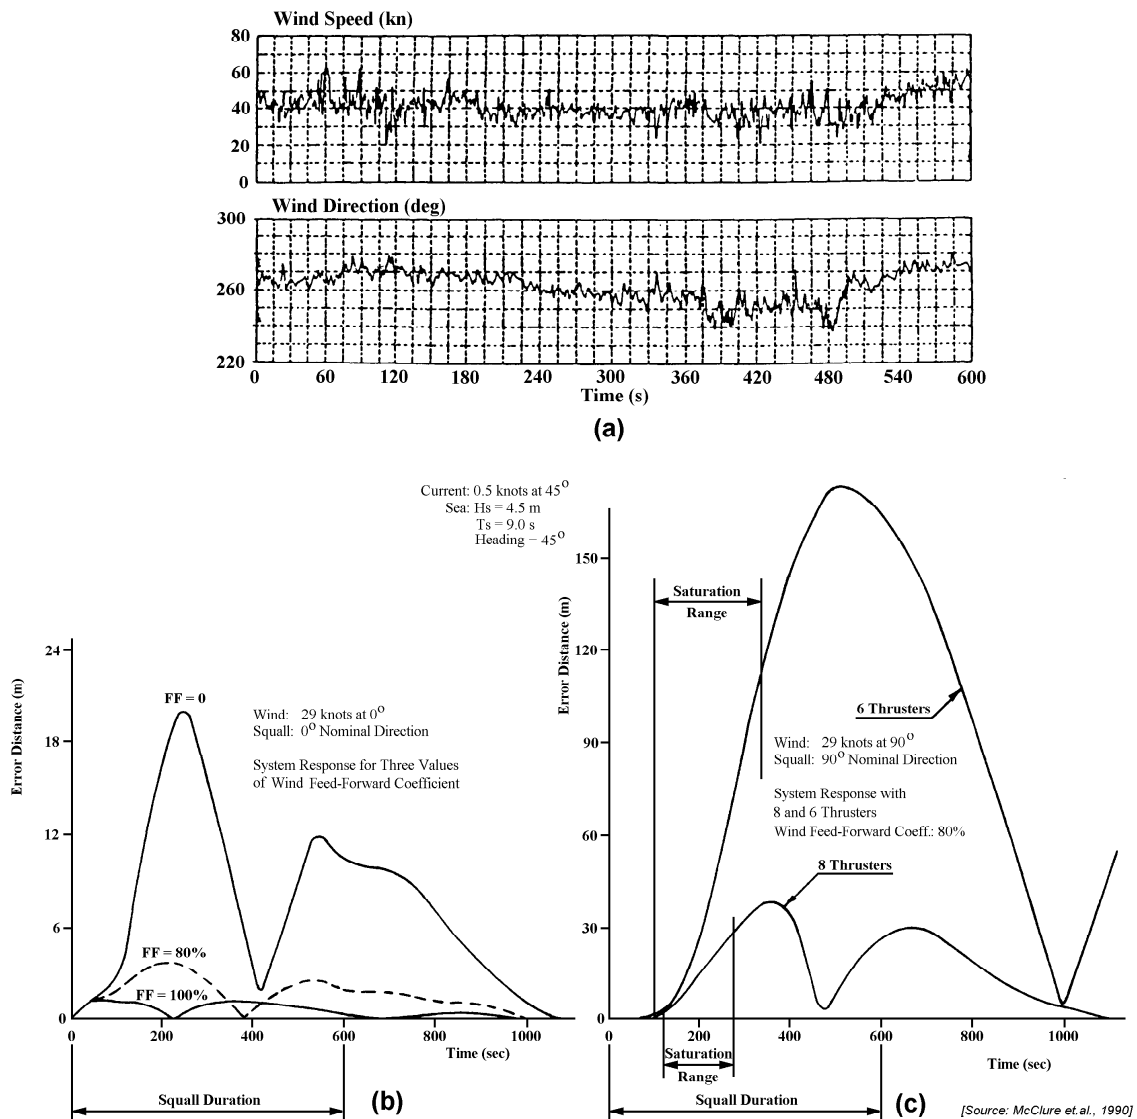 Wind Speed (kn)
80
60
40
20
0
Wind Direction (deg)
300
260
220
0 60 120 180 240 300 360 420 480 540 600
Time (s)
(a)
Current: 0.5 knots at 45°
Sea: Hs = 4.5 m
Ts = 9.0 s
Heading = 45°
Error Distance (m)
24
18
12
6
0
FF = 0
Wind: 29 knots at 0°
Squall: 0° Nominal Direction
System Response for Three Values
of Wind Feed-Forward Coefficient
FF = 80%
FF = 100%
0 200 400 600 800 1000
Time (sec)
Squall Duration
(b)
Error Distance (m)
150
120
90
60
30
0
Saturation
Range
6 Thrusters
Wind: 29 knots at 90°
Squall: 90° Nominal Direction
System Response with
8 and 6 Thrusters
Wind Feed-Forward Coeff.: 80%
8 Thrusters
0 200 400 600 800 1000
Saturation
Range
Time (sec)
Squall Duration
(c)
[Source: McClure et.al., 1990]